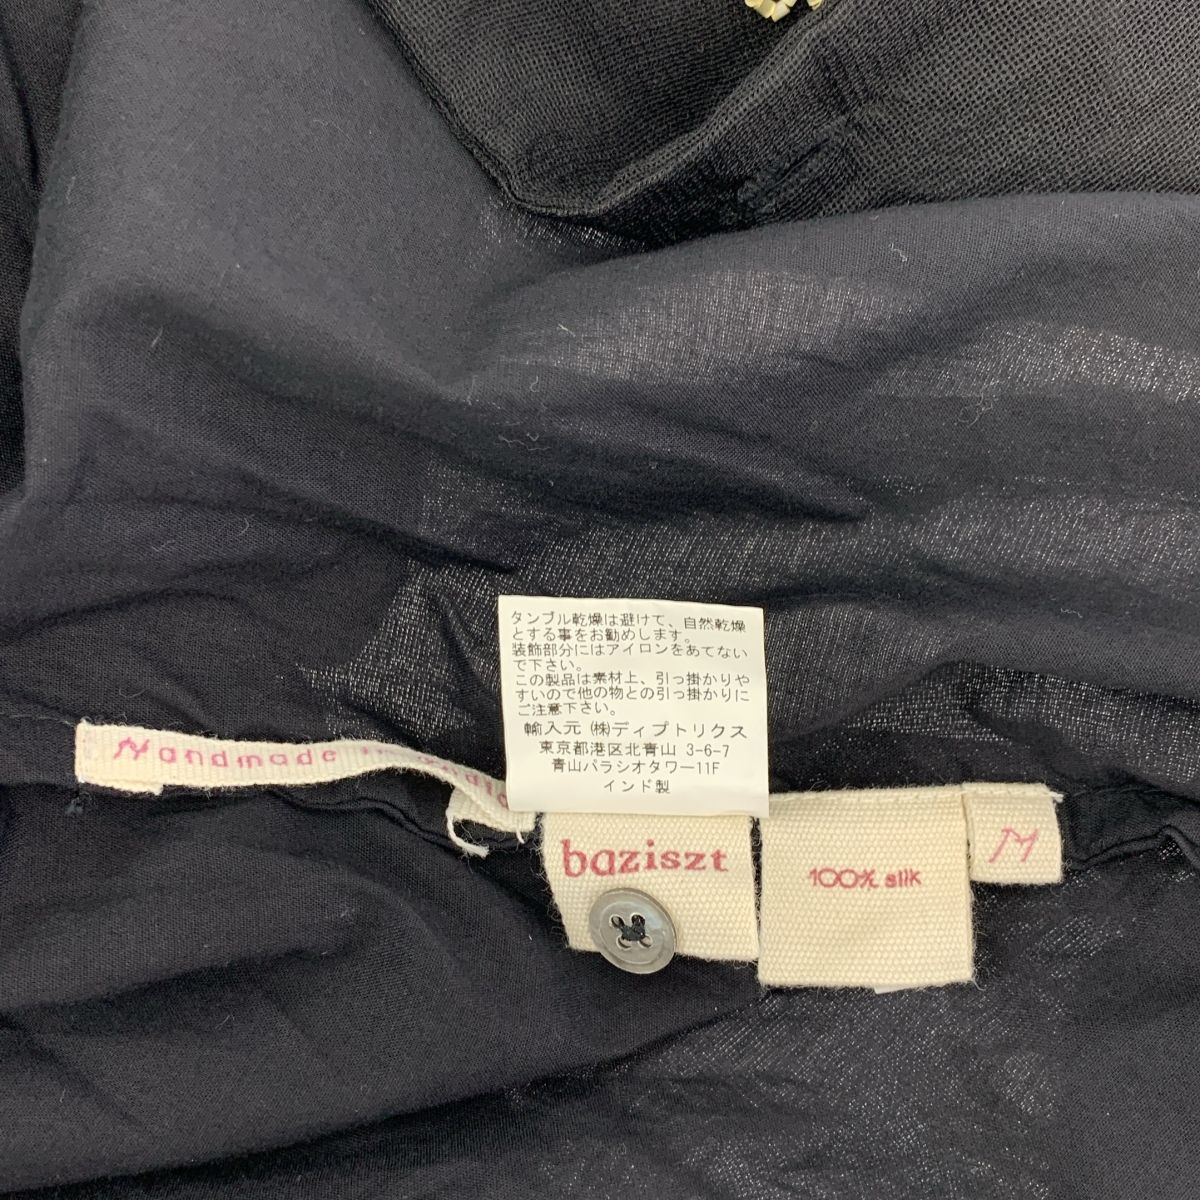 タンブル乾燥は避けて、自然乾燥
とする事をお勧めします。
装飾部分にはアイロンをあてない
で下さい。
この製品は素材上、引っ掛かりや
すいので他の物との引っ掛かりに
ご注意下さい。
輸入元 (株)ディプトリクス
東京都港区北青山 3-6-7
青山パラシオタワー11F
インド製
Handmade
baziszt
100% silk
M